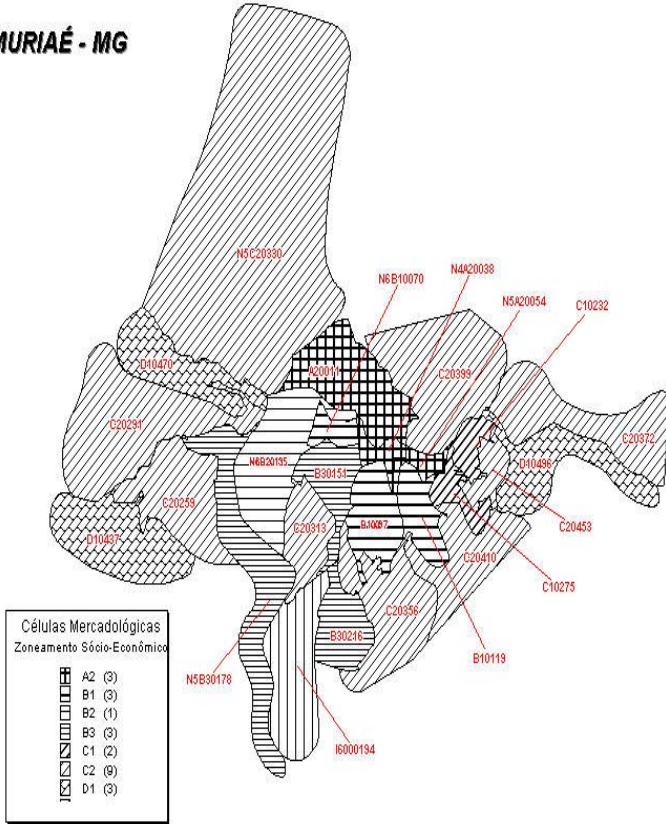 MURIAÉ - MG
N5C20330
N6B10070
N4A20038
N5A20054
C10232
D10470
A20011
C20399
C20291
C20372
N6B20135
B30151
D10496
C20259
C20453
C20313
B10097
D10437
C20410
C10275
C20356
B30216
B10119
N5B30178
I6000194
Células Mercadológicas
Zoneamento Sócio-Econômico
A2 (3)
B1 (3)
B2 (1)
B3 (3)
C1 (2)
C2 (9)
D1 (3)